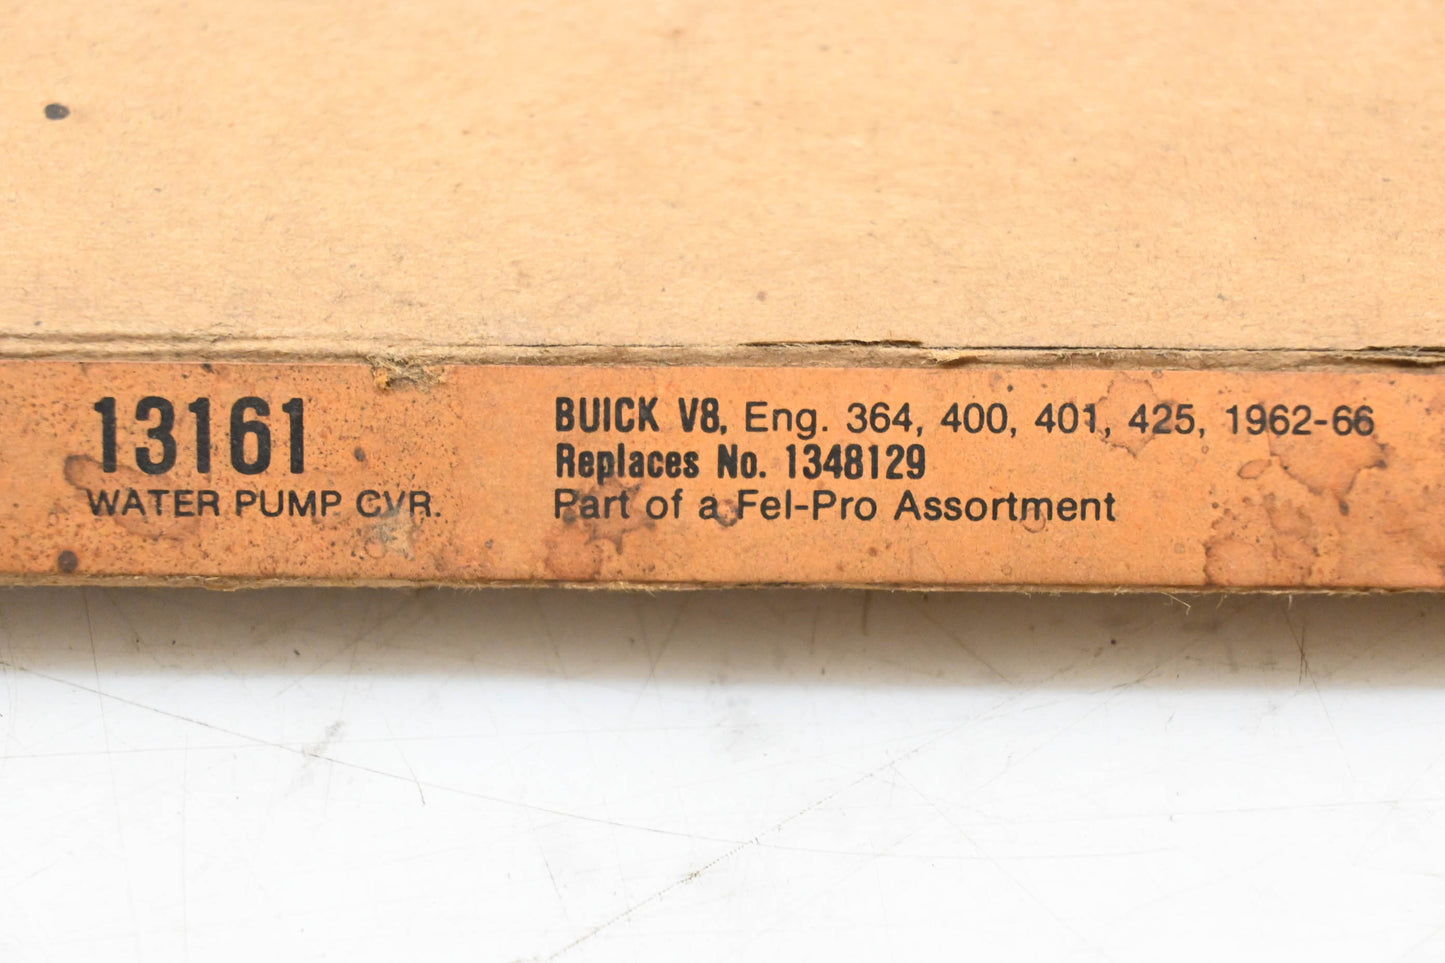 13161
WATER PUMP CVR.
BUICK V8, Eng. 364, 400, 401, 425, 1962-66
Replaces No. 1348129
Part of a Fel-Pro Assortment